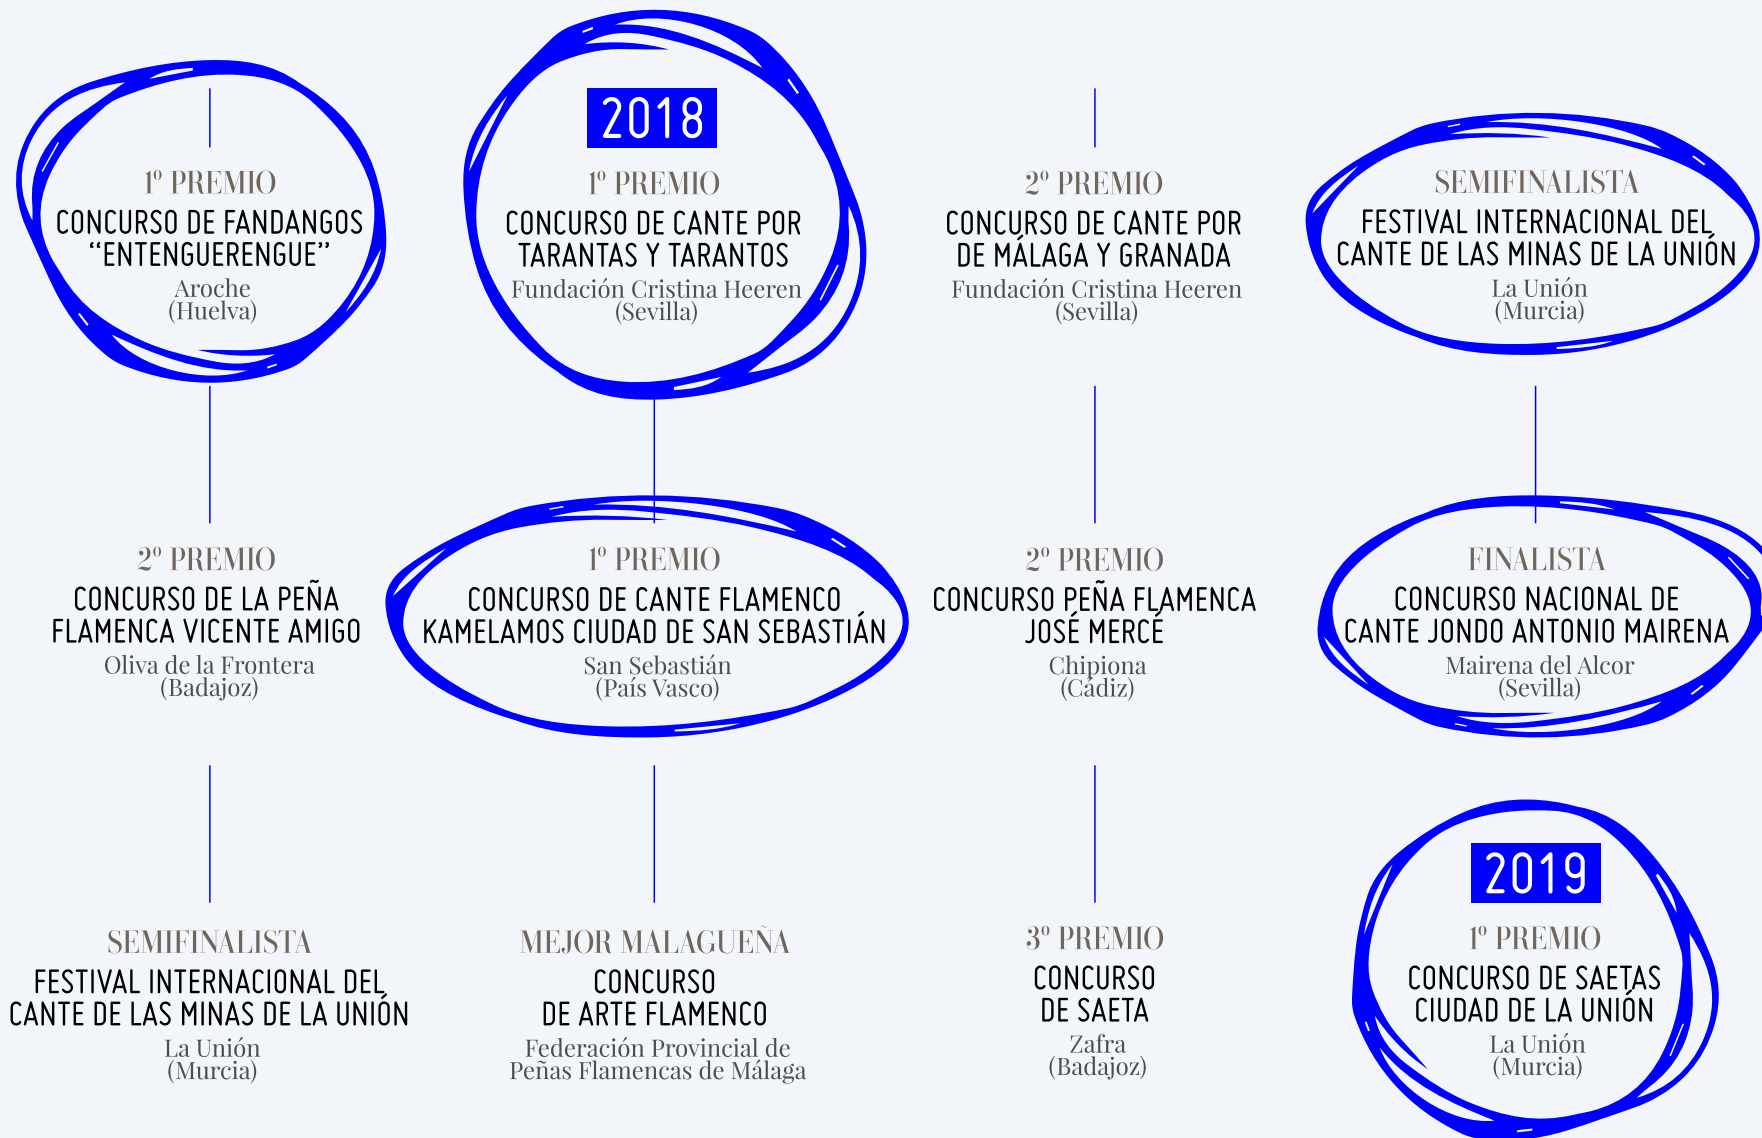 1º PREMIO
CONCURSO DE FANDANGOS
“ENTENGUERENGUE”
Aroche
(Huelva)
2º PREMIO
CONCURSO DE LA PEÑA
FLAMENCA VICENTE AMIGO
Oliva de la Frontera
(Badajoz)
SEMIFINALISTA
FESTIVAL INTERNACIONAL DEL
CANTE DE LAS MINAS DE LA UNIÓN
La Unión
(Murcia)
2018
1º PREMIO
CONCURSO DE CANTE POR
TARANTAS Y TARANTOS
Fundación Cristina Heeren
(Sevilla)
1º PREMIO
CONCURSO DE CANTE FLAMENCO
KAMELAMOS CIUDAD DE SAN SEBASTIÁN
San Sebastián
(País Vasco)
MEJOR MALAGUEÑA
CONCURSO
DE ARTE FLAMENCO
Federación Provincial de
Peñas Flamencas de Málaga
2º PREMIO
CONCURSO DE CANTE POR
DE MÁLAGA Y GRANADA
Fundación Cristina Heeren
(Sevilla)
2º PREMIO
CONCURSO PEÑA FLAMENCA
JOSÉ MERCÉ
Chipiona
(Cádiz)
3º PREMIO
CONCURSO
DE SAETA
Zafra
(Badajoz)
SEMIFINALISTA
FESTIVAL INTERNACIONAL DEL
CANTE DE LAS MINAS DE LA UNIÓN
La Unión
(Murcia)
FINALISTA
CONCURSO NACIONAL DE
CANTE JONDO ANTONIO MAIRENA
Mairena del Alcor
(Sevilla)
2019
1º PREMIO
CONCURSO DE SAETAS
CIUDAD DE LA UNIÓN
La Unión
(Murcia)